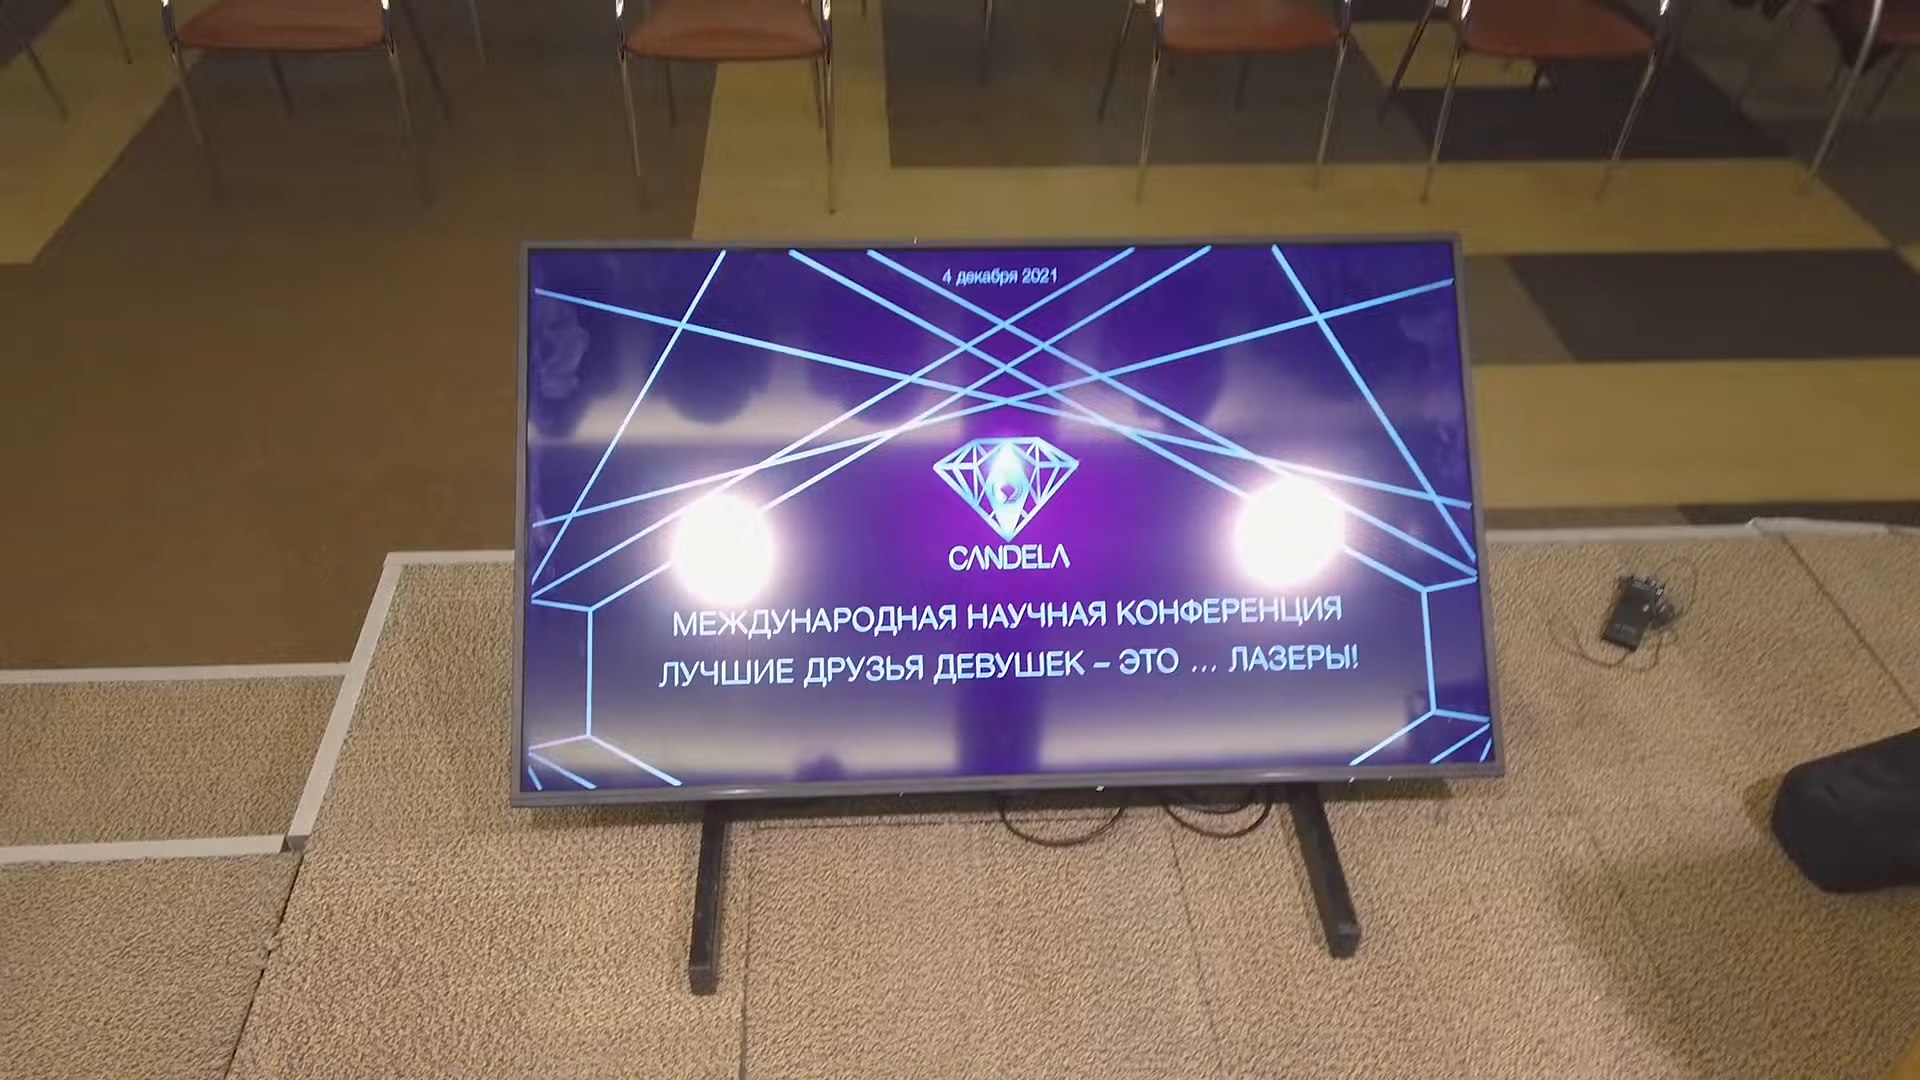 4 декабря 2021
CANDELA
МЕЖДУНАРОДНАЯ НАУЧНАЯ КОНФЕРЕНЦИЯ
ЛУЧШИЕ ДРУЗЬЯ ДЕВУШЕК – ЭТО ... ЛАЗЕРЫ!